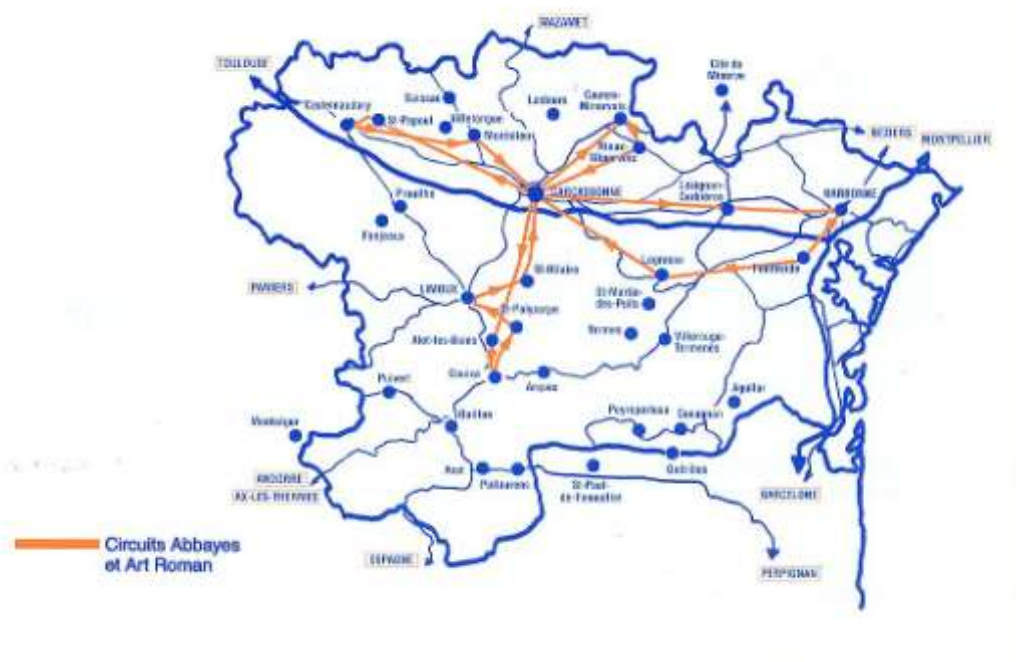 MAZAMET
TOULOUSE
Cité de
Minerve
Castelnaudary
Saissac
Lastours
Caunes-
Minervois
St-Papoul
Villelongue
Montolieu
Rieux-
Minervois
BEZIERS
MONTPELLIER
CARCASSONNE
Lézignan-
Corbières
NARBONNE
Prouilhe
Fanjeaux
Lagrasse
Fontfroide
PAMIERS
LIMOUX
St-Hilaire
St-Martin-
des-Puits
St-Polycarpe
Alet-les-Bains
Termes
Villerouge-
Termenès
Couiza
Arques
Puivert
Aguilar
Quillan
Peyrepertuse
Montségur
Axat
Puilaurens
St-Paul-
de-Fenouillet
Quéribus
ANDORRE
AX-LES-THERMES
BARCELONE
ESPAGNE
PERPIGNAN
Circuits Abbayes
et Art Roman